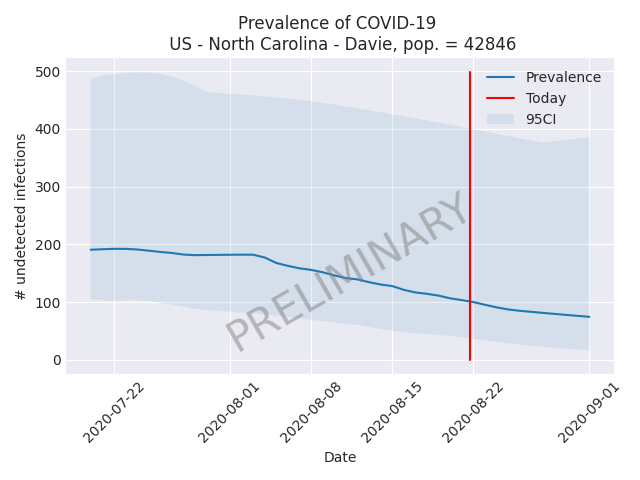 Prevalence of COVID-19
US - North Carolina - Davie, pop. = 42846
Prevalence
Today
95CI
# undetected infections
500
400
300
200
100
0
PRELIMINARY
2020-07-22
2020-08-01
2020-08-08
2020-08-15
2020-08-22
2020-09-01
Date